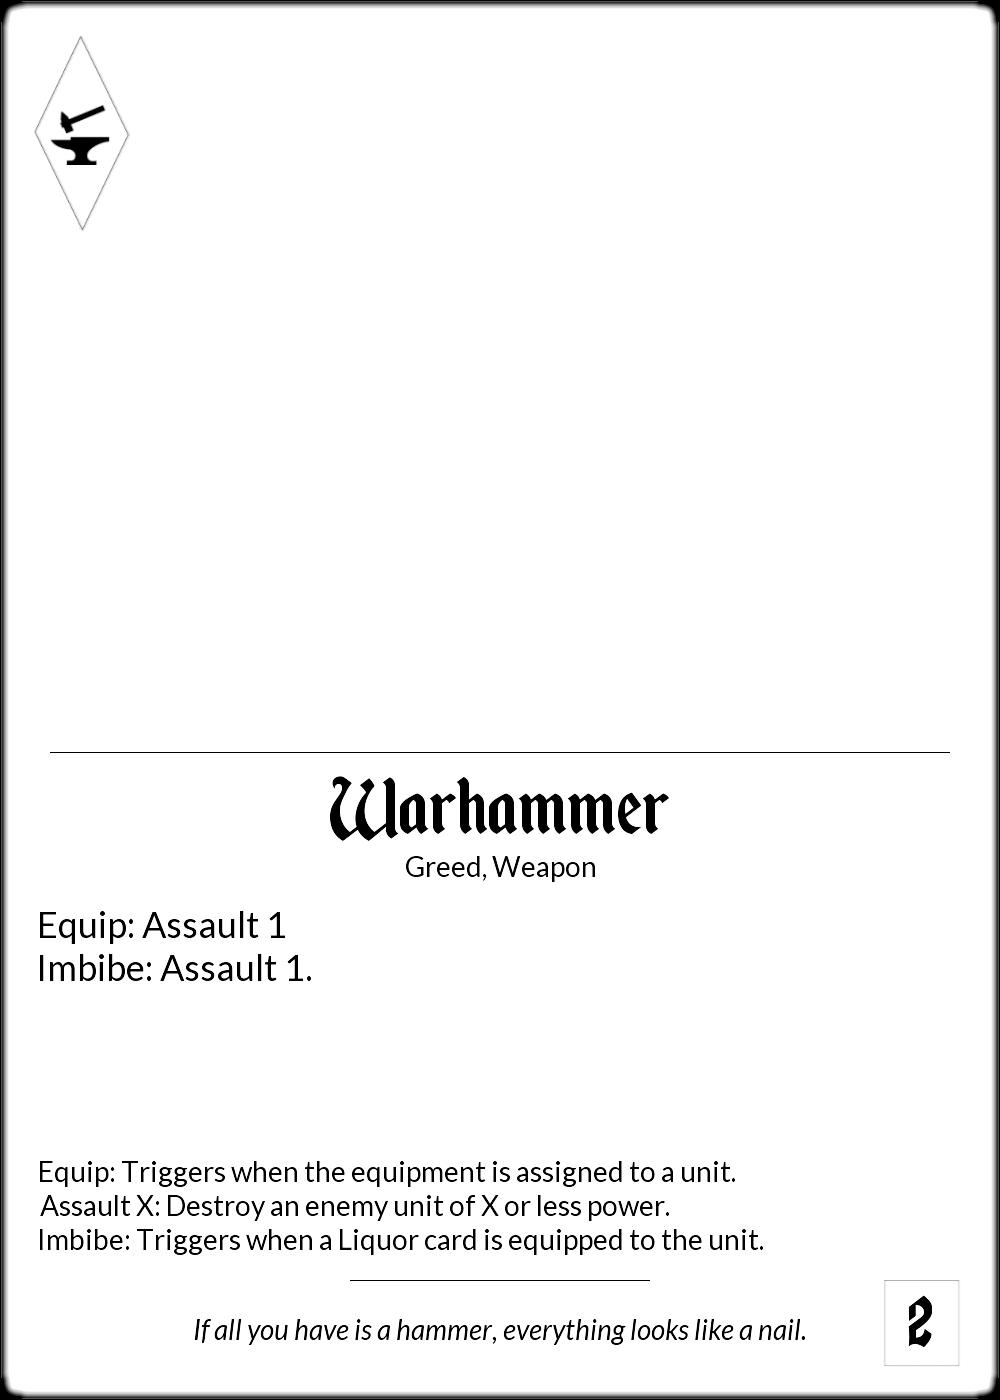 Warhammer
Greed, Weapon
Equip: Assault 1
Imbibe: Assault 1.
Equip: Triggers when the equipment is assigned to a unit.
Assault X: Destroy an enemy unit of X or less power.
Imbibe: Triggers when a Liquor card is equipped to the unit.
If all you have is a hammer, everything looks like a nail.
2